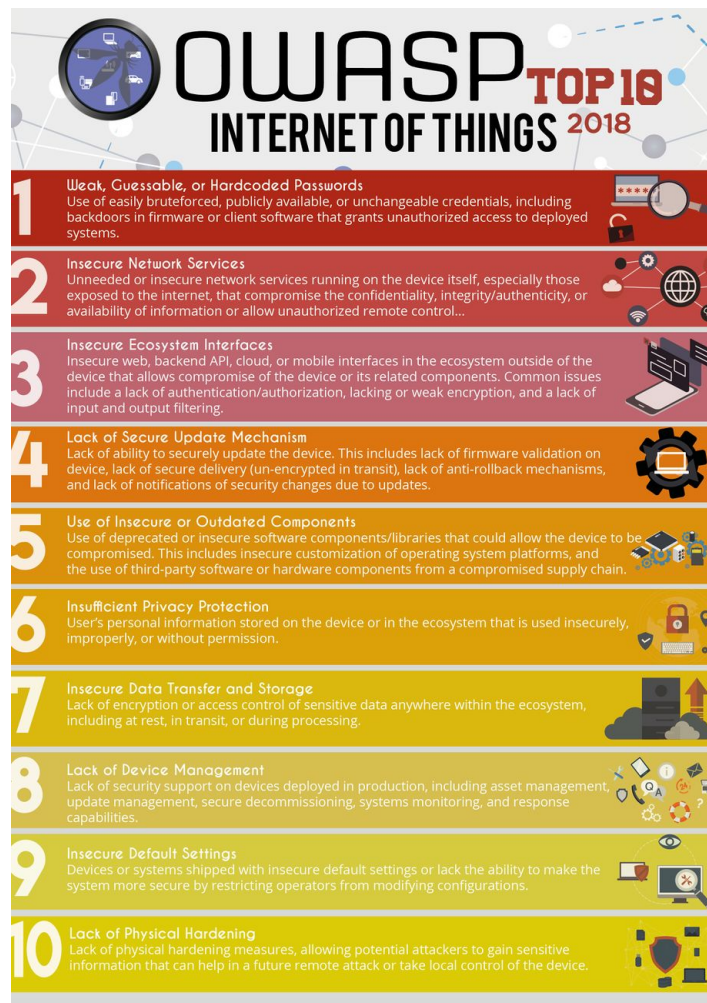 OWASP TOP 10
INTERNET OF THINGS 2018
1
Weak, Guessable, or Hardcoded Passwords
Use of easily bruteforced, publicly available, or unchangeable credentials, including
backdoors in firmware or client software that grants unauthorized access to deployed
systems.
****
2
Insecure Network Services
Unneeded or insecure network services running on the device itself, especially those
exposed to the internet, that compromise the confidentiality, integrity/authenticity, or
availability of information or allow unauthorized remote control...
3
Insecure Ecosystem Interfaces
Insecure web, backend API, cloud, or mobile interfaces in the ecosystem outside of the
device that allows compromise of the device or its related components. Common issues
include a lack of authentication/authorization, lacking or weak encryption, and a lack of
input and output filtering.
4
Lack of Secure Update Mechanism
Lack of ability to securely update the device. This includes lack of firmware validation on
device, lack of secure delivery (un-encrypted in transit), lack of anti-rollback mechanisms,
and lack of notifications of security changes due to updates.
5
Use of Insecure or Outdated Components
Use of deprecated or insecure software components/libraries that could allow the device to be
compromised. This includes insecure customization of operating system platforms, and
the use of third-party software or hardware components from a compromised supply chain.
6
Insufficient Privacy Protection
User's personal information stored on the device or in the ecosystem that is used insecurely,
improperly, or without permission.
7
Insecure Data Transfer and Storage
Lack of encryption or access control of sensitive data anywhere within the ecosystem,
including at rest, in transit, or during processing.
8
Lack of Device Management
Lack of security support on devices deployed in production, including asset management,
update management, secure decommissioning, systems monitoring, and response
capabilities.
Q A
24
?
9
Insecure Default Settings
Devices or systems shipped with insecure default settings or lack the ability to make the
system more secure by restricting operators from modifying configurations.
10
Lack of Physical Hardening
Lack of physical hardening measures, allowing potential attackers to gain sensitive
information that can help in a future remote attack or take local control of the device.